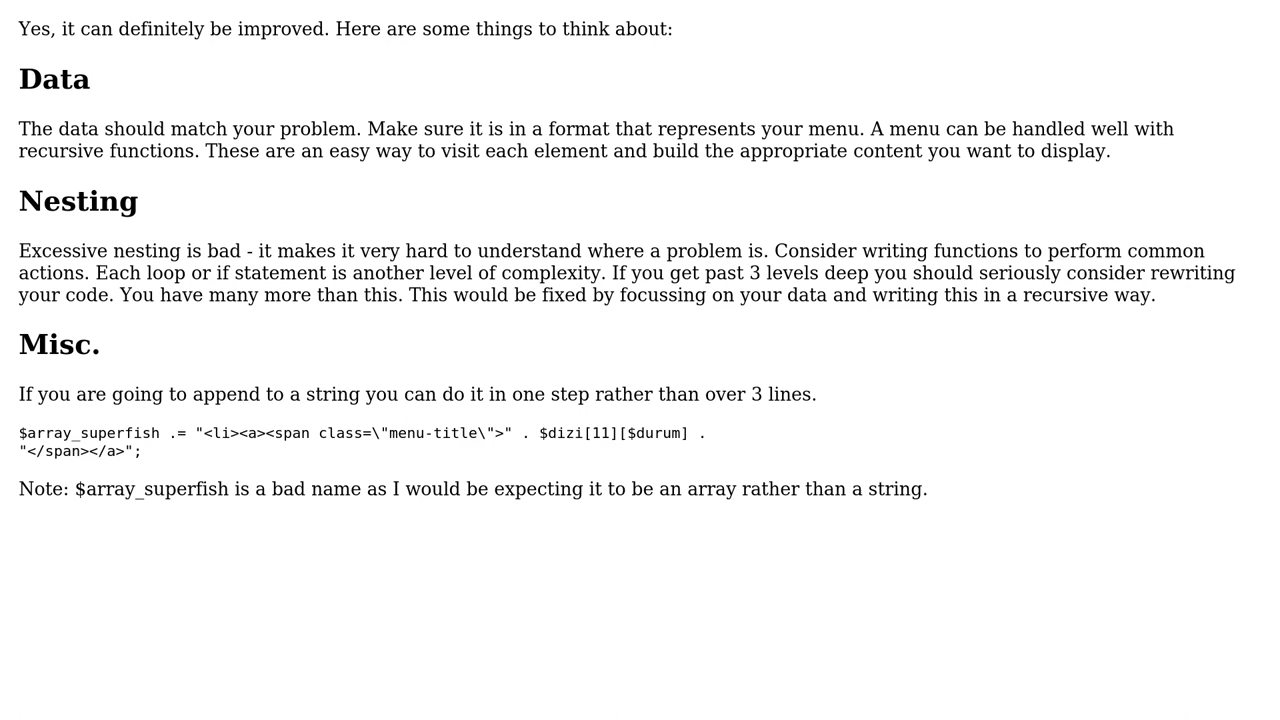 Yes, it can definitely be improved. Here are some things to think about:
Data
The data should match your problem. Make sure it is in a format that represents your menu. A menu can be handled well with
recursive functions. These are an easy way to visit each element and build the appropriate content you want to display.
Nesting
Excessive nesting is bad - it makes it very hard to understand where a problem is. Consider writing functions to perform common
actions. Each loop or if statement is another level of complexity. If you get past 3 levels deep you should seriously consider rewriting
your code. You have many more than this. This would be fixed by focussing on your data and writing this in a recursive way.
Misc.
If you are going to append to a string you can do it in one step rather than over 3 lines.
$array_superfish .= "<li><a><span class=\"menu-title\">" . $dizi[11][$durum] .
"</span></a>";
Note: $array_superfish is a bad name as I would be expecting it to be an array rather than a string.